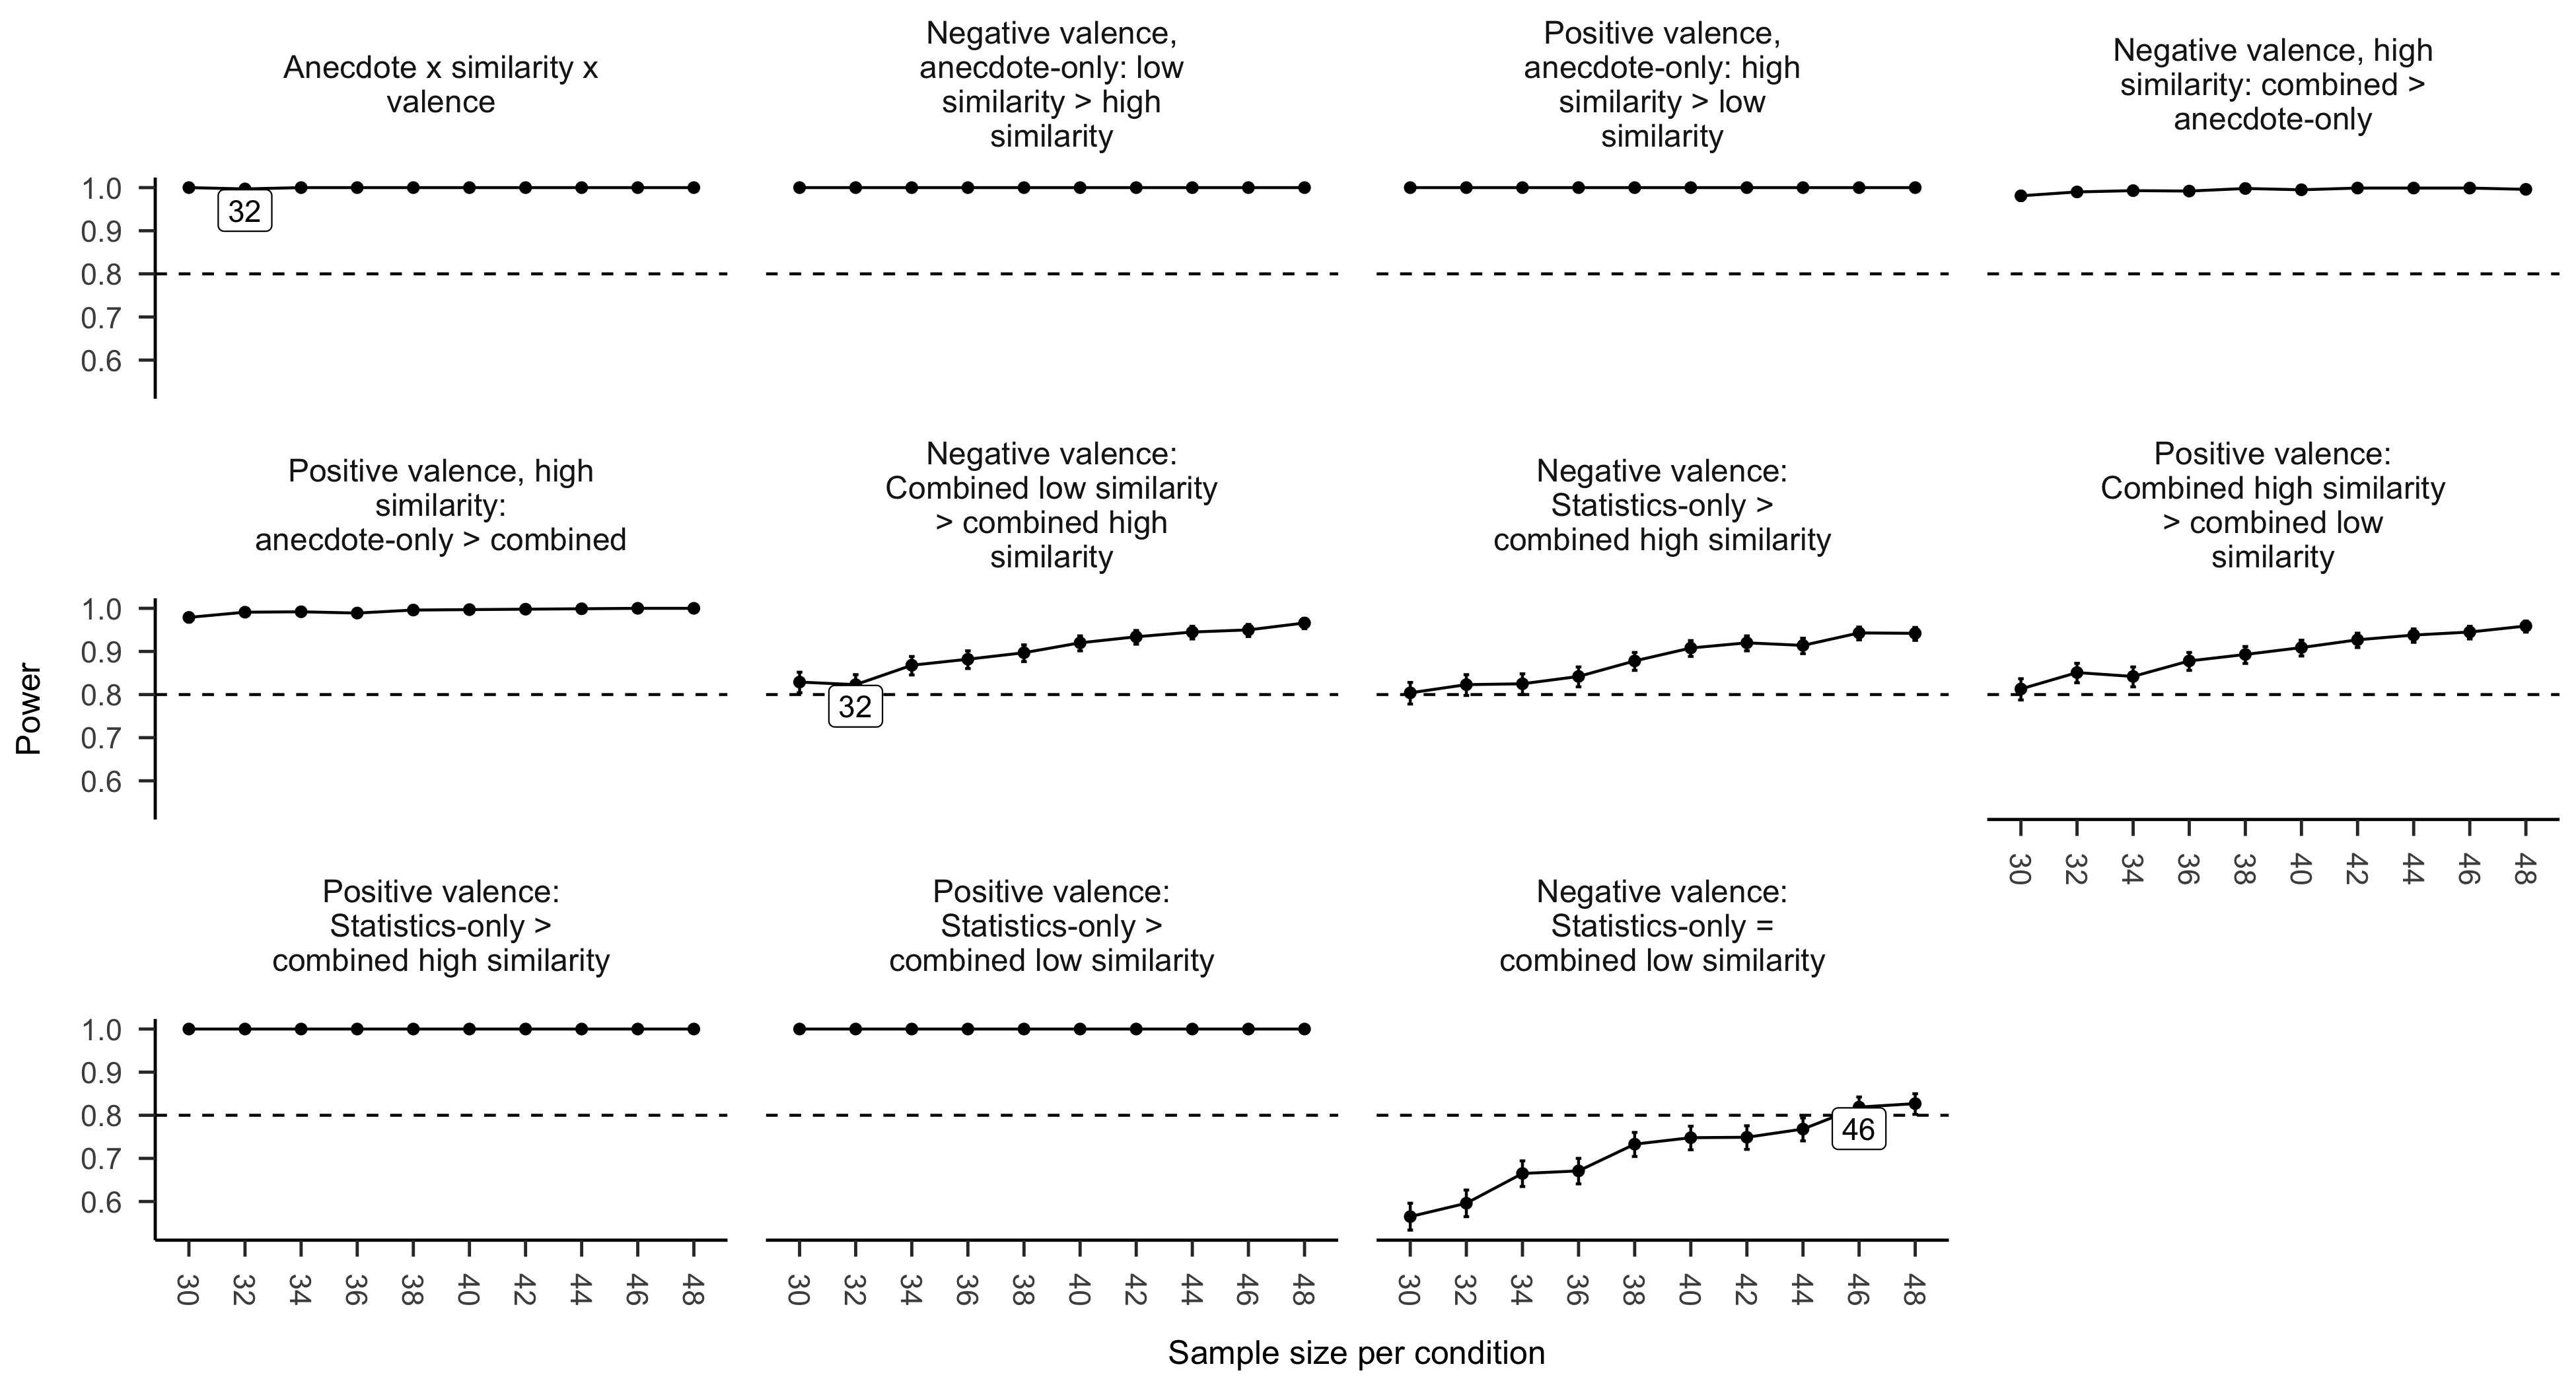 Anecdote x similarity x
valence
Negative valence,
anecdote-only: low
similarity > high
similarity
Positive valence,
anecdote-only: high
similarity > low
similarity
Negative valence, high
similarity: combined >
anecdote-only
1.0
0.9
0.8
0.7
0.6
32
Positive valence, high
similarity:
anecdote-only > combined
Negative valence:
Combined low similarity
> combined high
similarity
Negative valence:
Statistics-only >
combined high similarity
Positive valence:
Combined high similarity
> combined low
similarity
Power
1.0
0.9
0.8
0.7
0.6
32
30 32 34 36 38 40 42 44 46 48
Positive valence:
Statistics-only >
combined high similarity
Positive valence:
Statistics-only >
combined low similarity
Negative valence:
Statistics-only =
combined low similarity
1.0
0.9
0.8
0.7
0.6
46
30 32 34 36 38 40 42 44 46 48
30 32 34 36 38 40 42 44 46 48
30 32 34 36 38 40 42 44 46 48
Sample size per condition